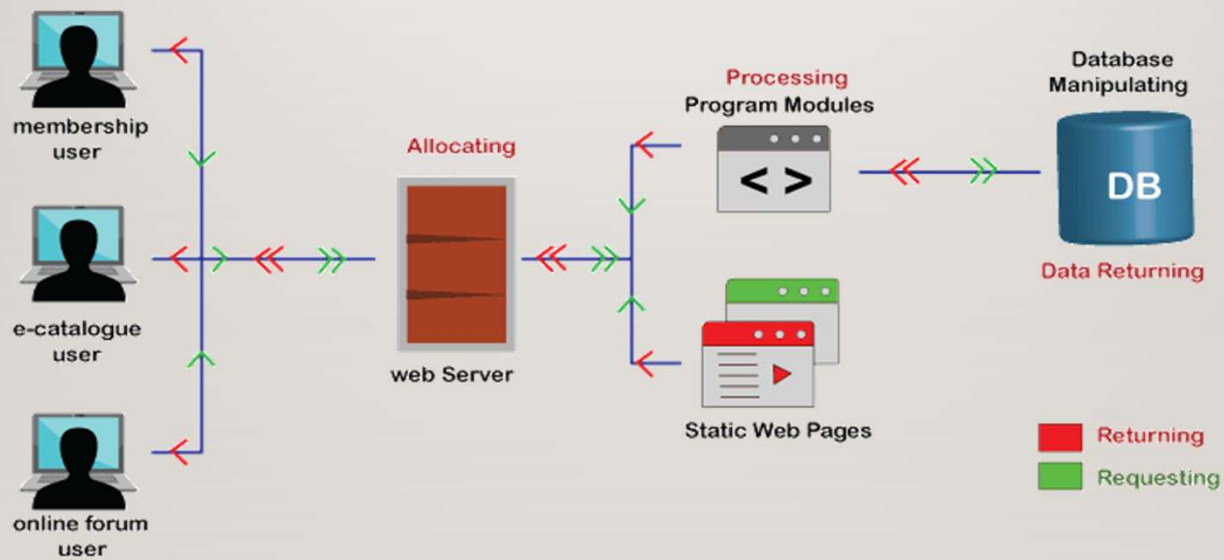 membership
user
e-catalogue
user
online forum
user
Allocating
web Server
Processing
Program Modules
< >
Static Web Pages
Database
Manipulating
DB
Data Returning
Returning
Requesting